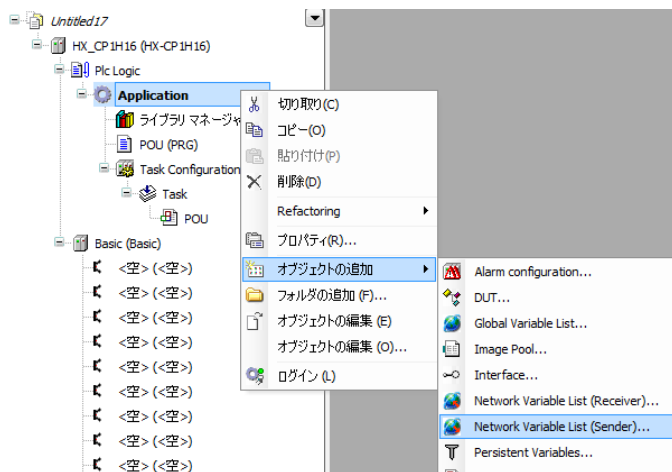 Untitled17
HX_CP1H16 (HX-CP1H16)
Plc Logic
Application
ライブラリ マネージャ
POU (PRG)
Task Configuration
Task
POU
Basic (Basic)
<空> (<空>)
<空> (<空>)
<空> (<空>)
<空> (<空>)
<空> (<空>)
<空> (<空>)
<空> (<空>)
<空> (<空>)
<空> (<空>)
切り取り(C)
コピー(O)
貼り付け(P)
削除(D)
Refactoring
プロパティ(R)...
オブジェクトの追加
フォルダの追加 (F)...
オブジェクトの編集 (E)
オブジェクトの編集 (O)...
ログイン (L)
Alarm configuration...
DUT...
Global Variable List...
Image Pool...
Interface...
Network Variable List (Receiver)...
Network Variable List (Sender)...
Persistent Variables...